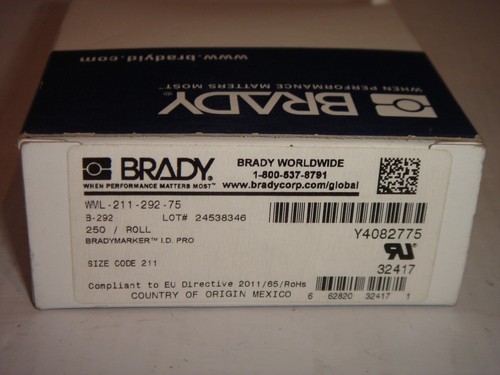 www.bradyid.com
WHEN PERFORMANCE MATTERS MOST™
BRADY
BRADY.
WHEN PERFORMANCE MATTERS MOST™
BRADY WORLDWIDE
1-800-537-8791
www.bradycorp.com/global
WML-211-292-75
B-292 LOT# 24538346
250 / ROLL
BRADYMARKER™ I.D. PRO
Y4082775
SIZE CODE 211
32417
Compliant to EU Directive 2011/65/RoHs
COUNTRY OF ORIGIN MEXICO
6 62820 32417 1